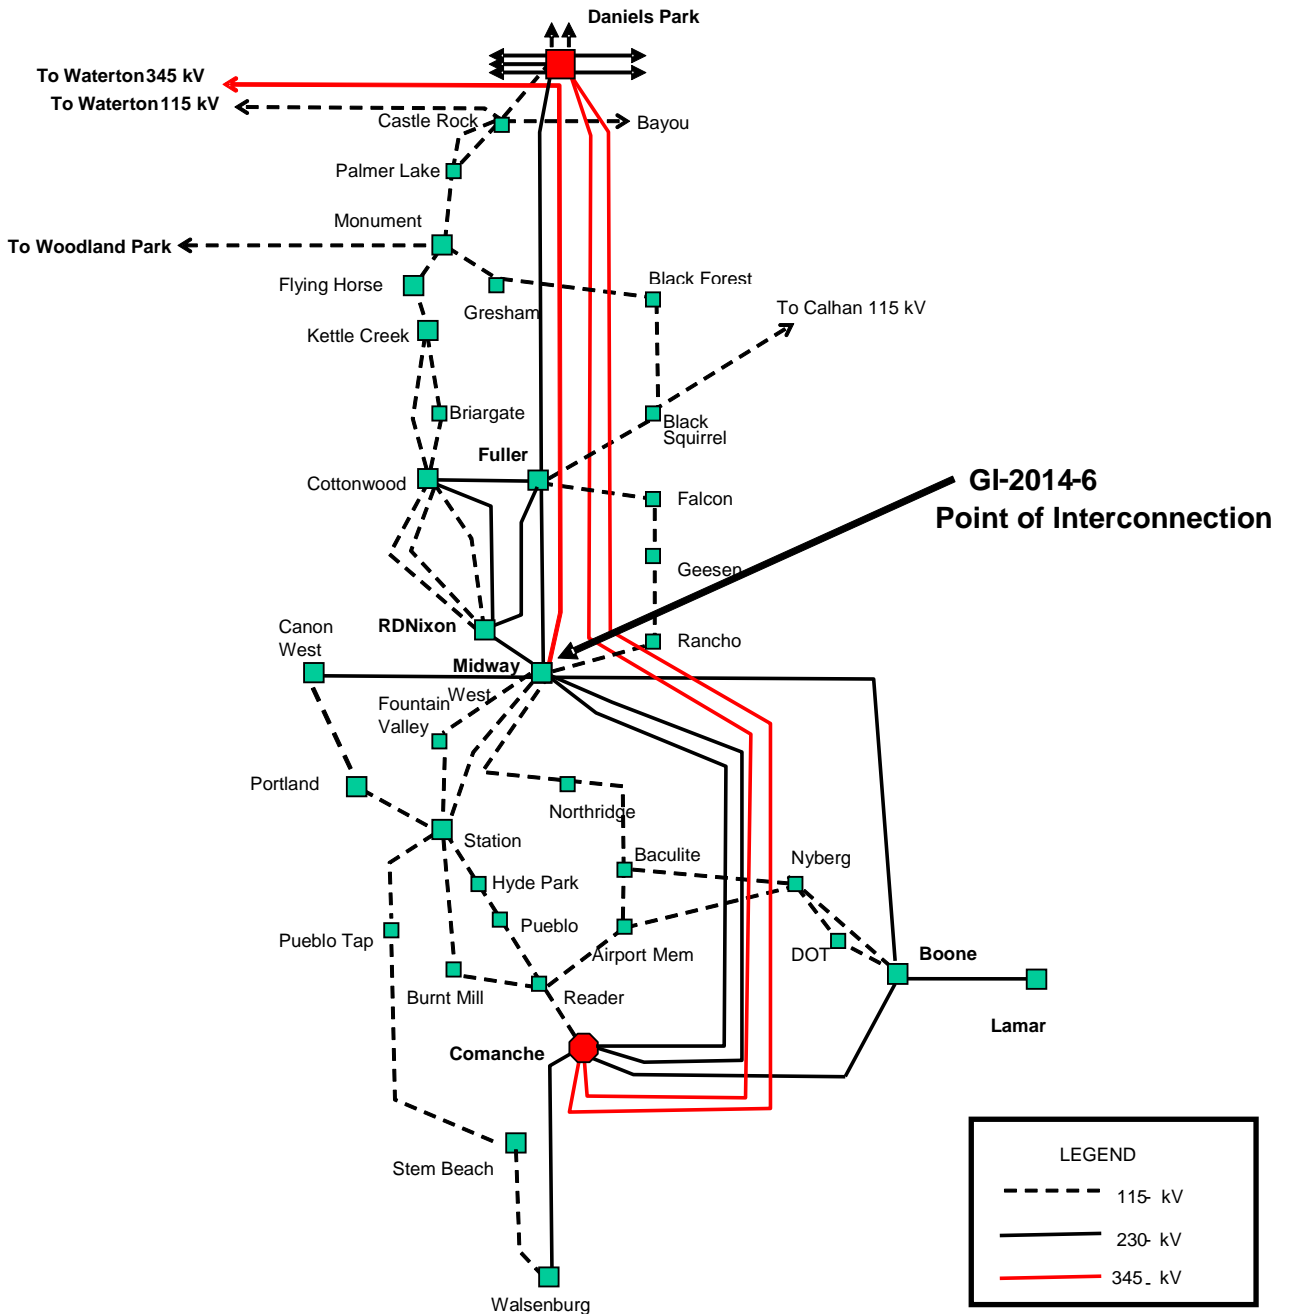 Daniels Park
To Waterton 345 kV
To Waterton 115 kV
Castle Rock
Bayou
Palmer Lake
Monument
To Woodland Park
Flying Horse
Gresham
Black Forest
To Calhan 115 kV
Kettle Creek
Briargate
Black
Squirrel
Fuller
Cottonwood
Falcon
GI-2014-6
Point of Interconnection
Geesen
RDNixon
Canon
West
Rancho
Midway
West
Fountain
Valley
Portland
Northridge
Station
Baculite
Nyberg
Hyde Park
Pueblo
Pueblo Tap
Airport Mem
DOT
Boone
Burnt Mill
Reader
Lamar
Comanche
Stem Beach
Walsenburg
LEGEND
115- kV
230- kV
345- kV